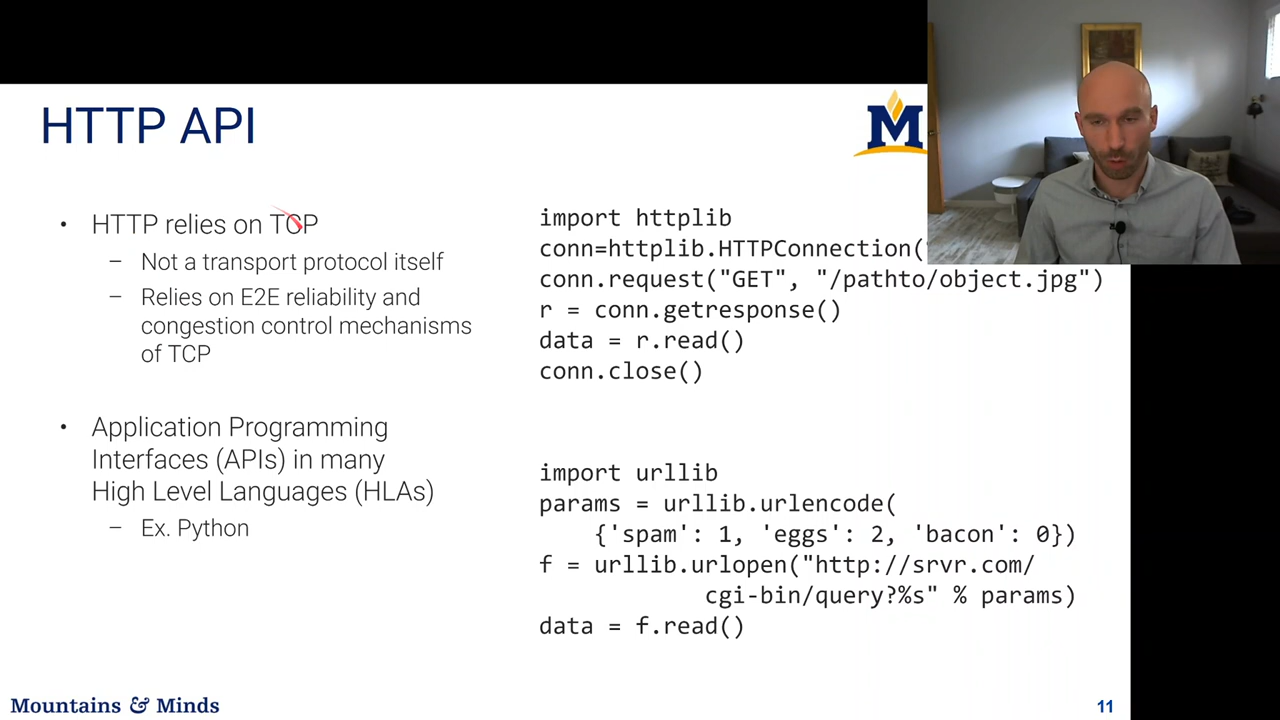 HTTP API
M
• HTTP relies on TCP
– Not a transport protocol itself
– Relies on E2E reliability and
congestion control mechanisms
of TCP
• Application Programming
Interfaces (APIs) in many
High Level Languages (HLAs)
– Ex. Python
import httplib
conn=httplib.HTTPConnection(
conn.request("GET", "/pathto/object.jpg")
r = conn.getresponse()
data = r.read()
conn.close()
import urllib
params = urllib.urlencode(
{'spam': 1, 'eggs': 2, 'bacon': 0})
f = urllib.urlopen("http://srvr.com/
cgi-bin/query?%s" % params)
data = f.read()
Mountains & Minds
11